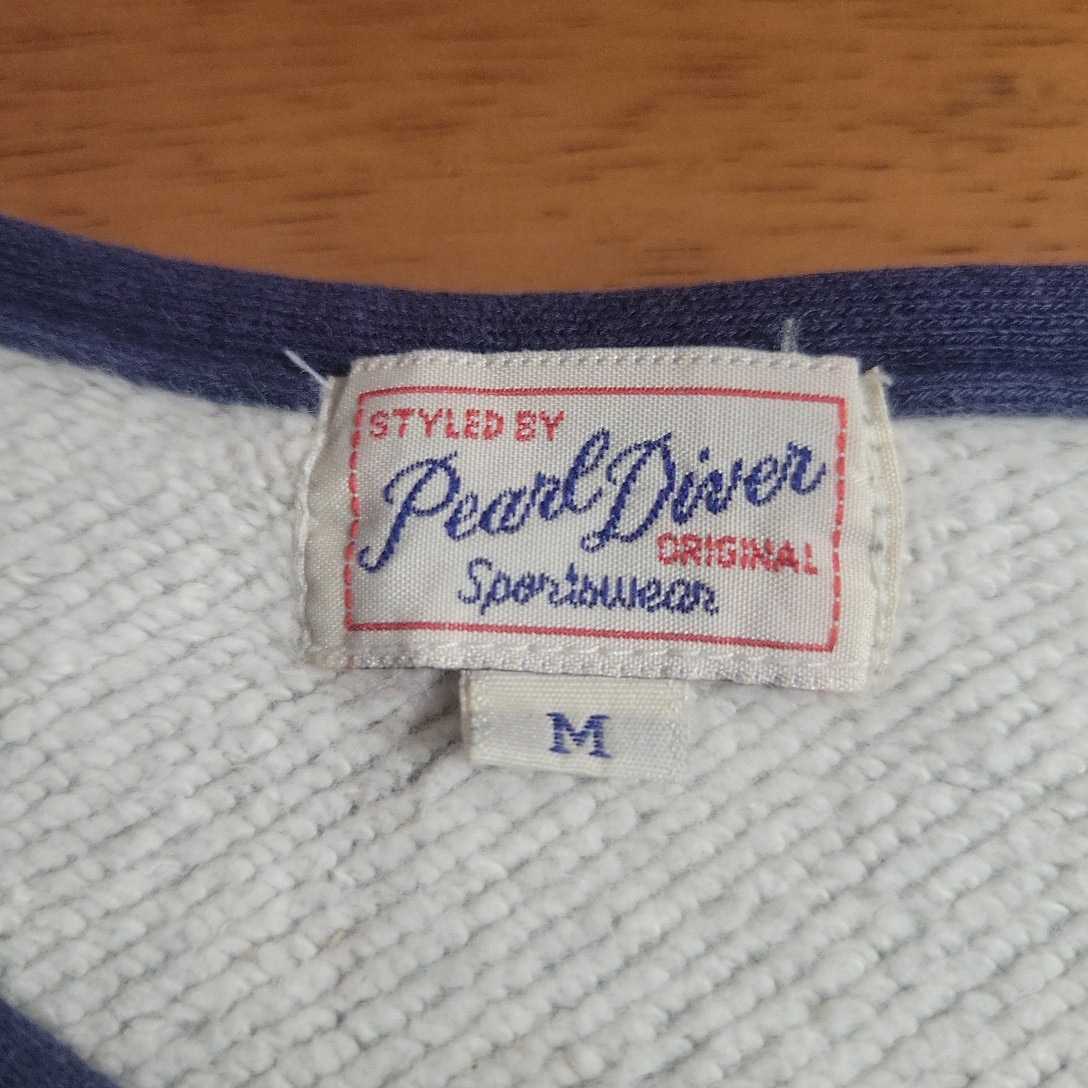 STYLED BY
Pearl Diver
ORIGINAL
Sportswear
M